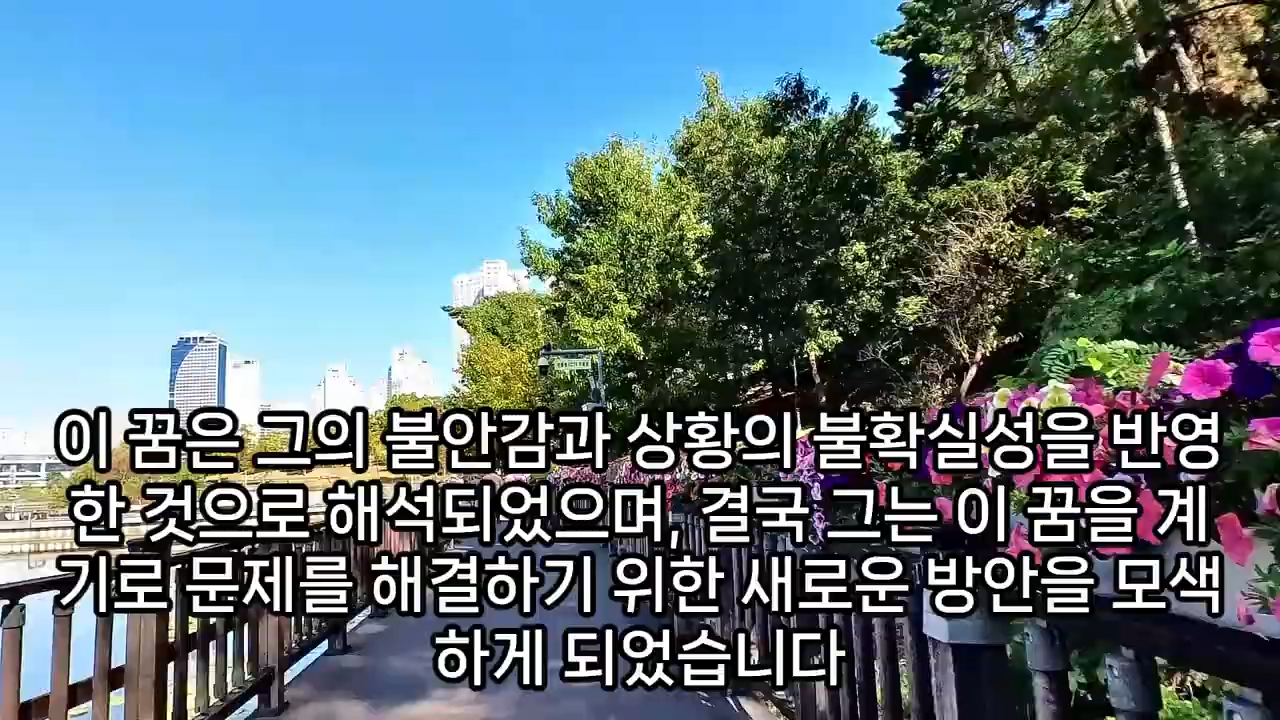 이 꿈은 그의 불안감과 상황의 불확실성을 반영
한 것으로 해석되었으며, 결국 그는 이 꿈을 계
기로 문제를 해결하기 위한 새로운 방안을 모색
하게 되었습니다